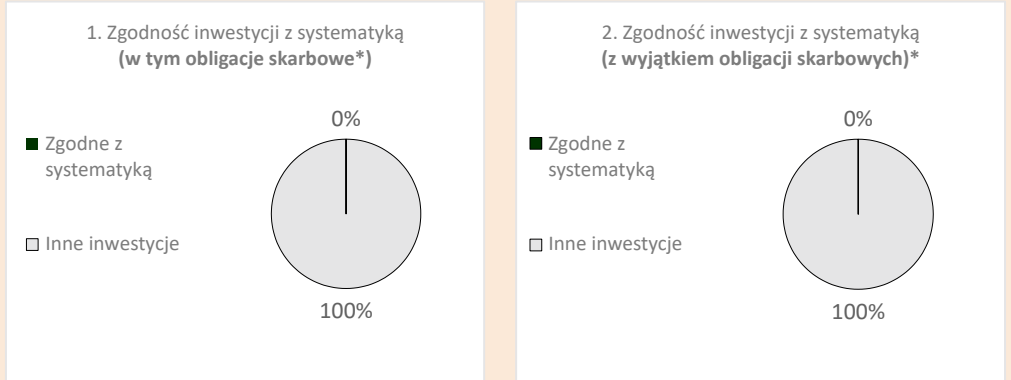 1. Zgodność inwestycji z systematyką
(w tym obligacje skarbowe*)
0%
Zgodne z
systematyką
Inne inwestycje
100%
2. Zgodność inwestycji z systematyką
(z wyjątkiem obligacji skarbowych)*
0%
Zgodne z
systematyką
Inne inwestycje
100%